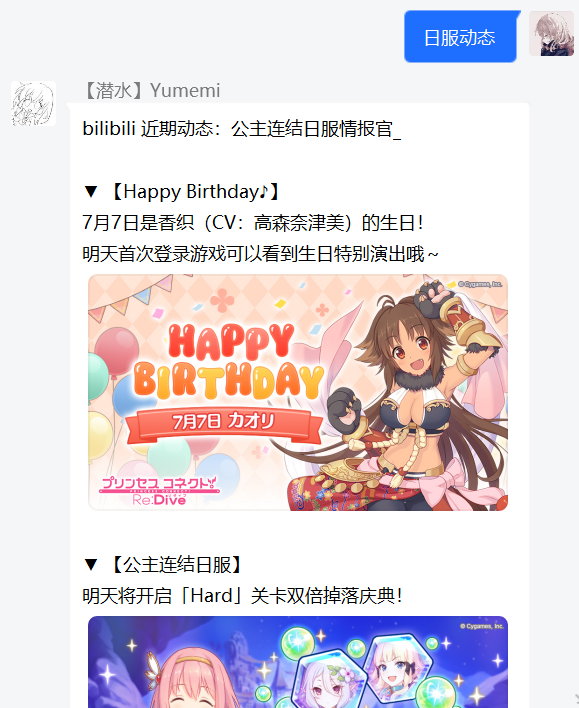 日服动态
【潜水】Yumemi
bilibili 近期动态：公主连结日服情报官_
▼ 【Happy Birthday♪】
7月7日是香织（CV：高森奈津美）的生日！
明天首次登录游戏可以看到生日特别演出哦～
© Cygames, Inc.
HAPPY
BIRTHDAY
7月7日 カオリ
プリンセスコネクト!
PRINCESS CONNECT!
Re:Dive
▼ 【公主连结日服】
明天将开启「Hard」关卡双倍掉落庆典！
© Cygames, Inc.